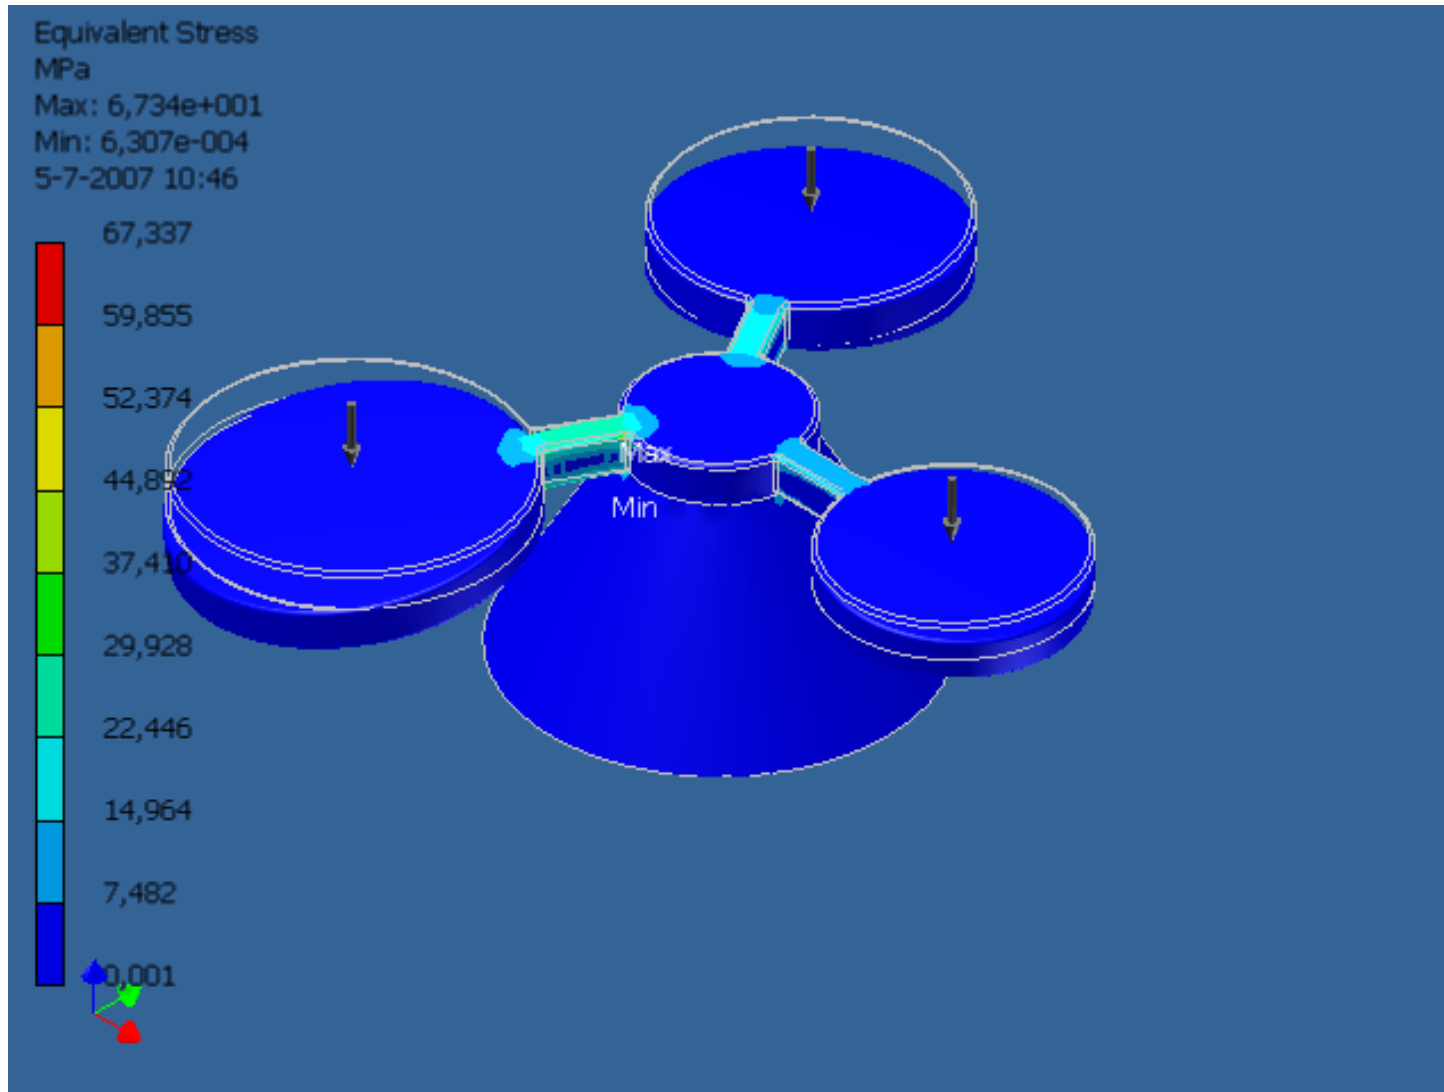 Equivalent Stress
MPa
Max: 6,734e+001
Min: 6,307e-004
5-7-2007 10:46
67,337
59,855
52,374
44,892
37,410
29,928
22,446
14,964
7,482
0,001
Max
Min